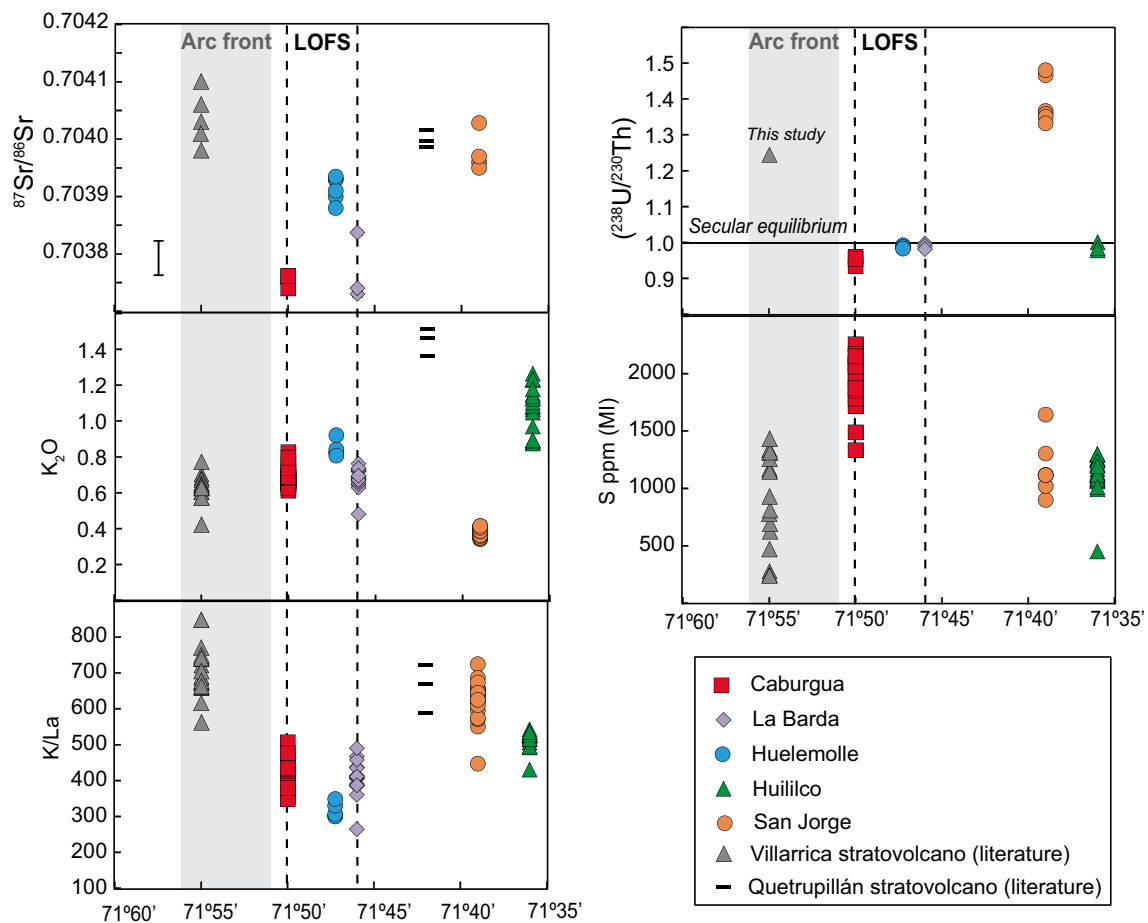 Arc front
LOFS
0.7042
0.7041
0.7040
0.7039
0.7038
⁸⁷Sr/⁸⁶Sr
1.4
1.2
1.0
0.8
0.6
0.4
0.2
K₂O
800
700
600
500
400
300
200
100
K/La
71º60’
71º55’
71º50’
71º45’
71º40’
71º35’
Arc front
LOFS
1.5
1.4
1.3
1.2
1.1
1.0
0.9
(²³⁸U/²³⁰Th)
This study
Secular equilibrium
2000
1500
1000
500
S ppm (MI)
71º60’
71º55’
71º50’
71º45’
71º40’
71º35’
Caburgua
La Barda
Huelemolle
Huililco
San Jorge
Villarrica stratovolcano (literature)
Quetrupillán stratovolcano (literature)